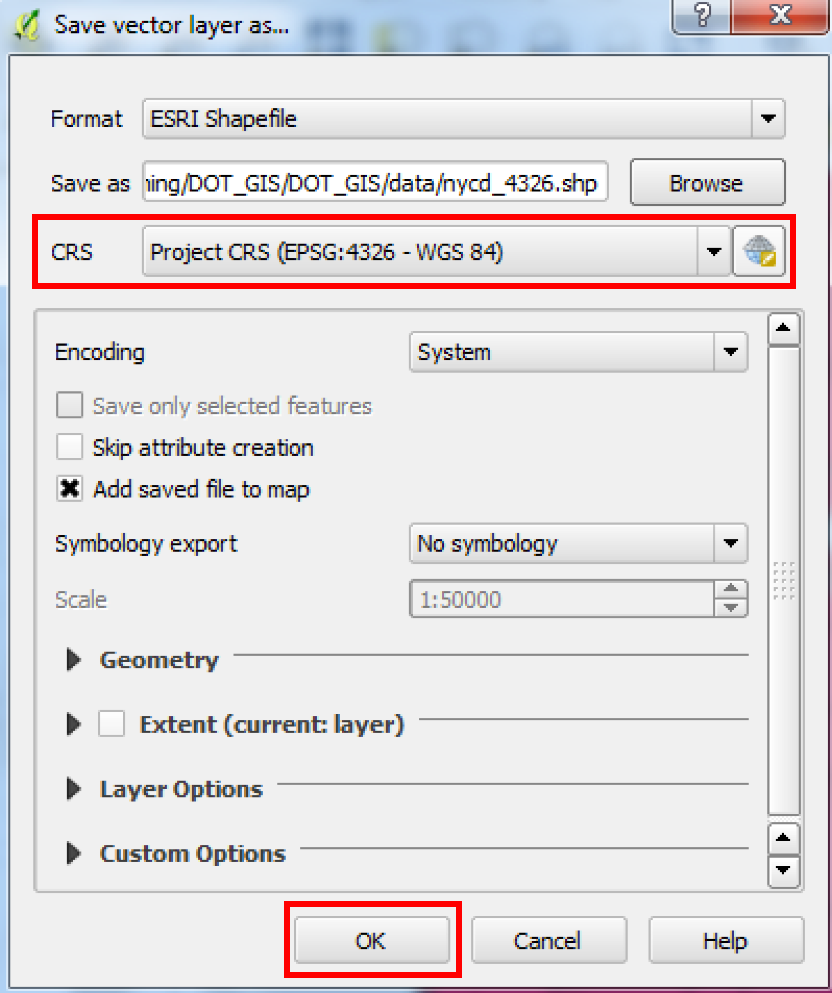 Save vector layer as...
Format ESRI Shapefile
Save as ning/DOT_GIS/DOT_GIS/data/nycd_4326.shp Browse
CRS Project CRS (EPSG:4326 - WGS 84)
Encoding System
Save only selected features
Skip attribute creation
Add saved file to map
Symbology export No symbology
Scale 1:50000
Geometry
Extent (current: layer)
Layer Options
Custom Options
OK Cancel Help